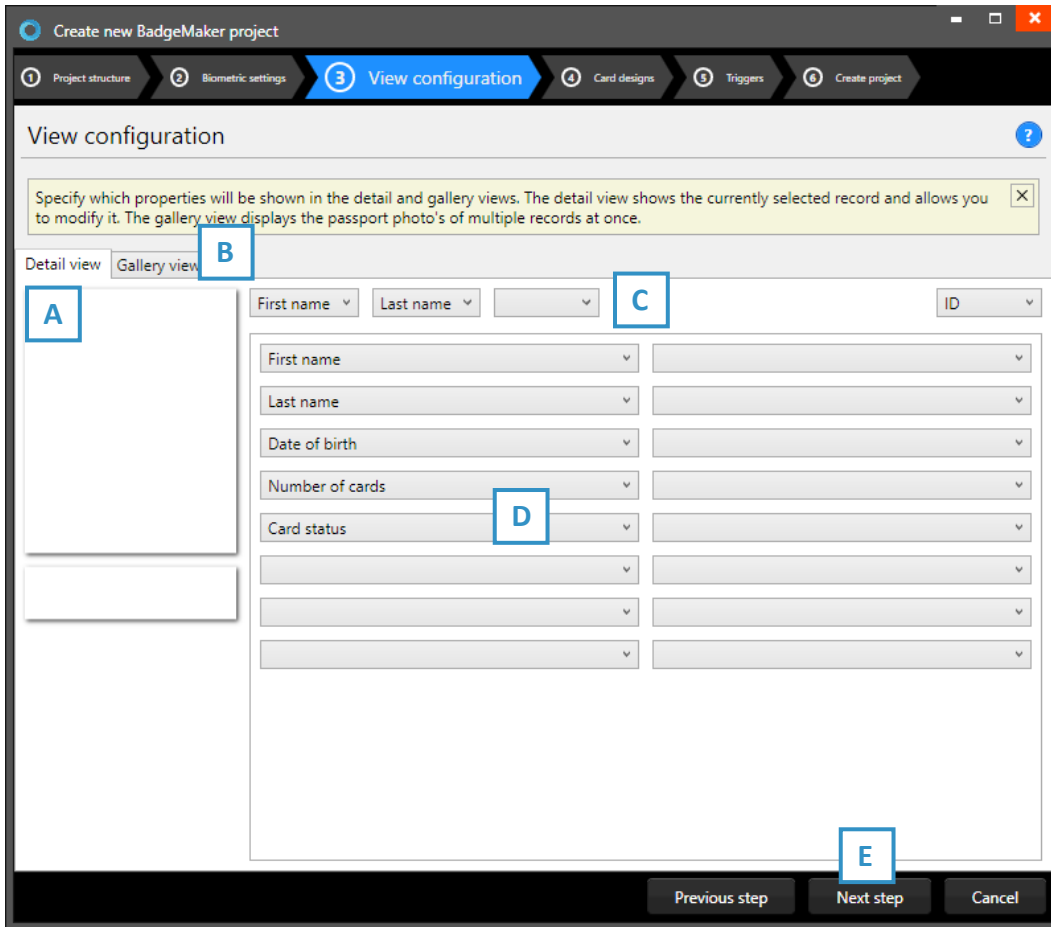 Create new BadgeMaker project
1 Project structure 2 Biometric settings 3 View configuration 4 Card designs 5 Triggers 6 Create project
View configuration ?
Specify which properties will be shown in the detail and gallery views. The detail view shows the currently selected record and allows you
to modify it. The gallery view displays the passport photo's of multiple records at once.
B
Detail view Gallery view
A First name Last name C ID
First name
Last name
Date of birth
Number of cards
D
Card status
E
Previous step Next step Cancel